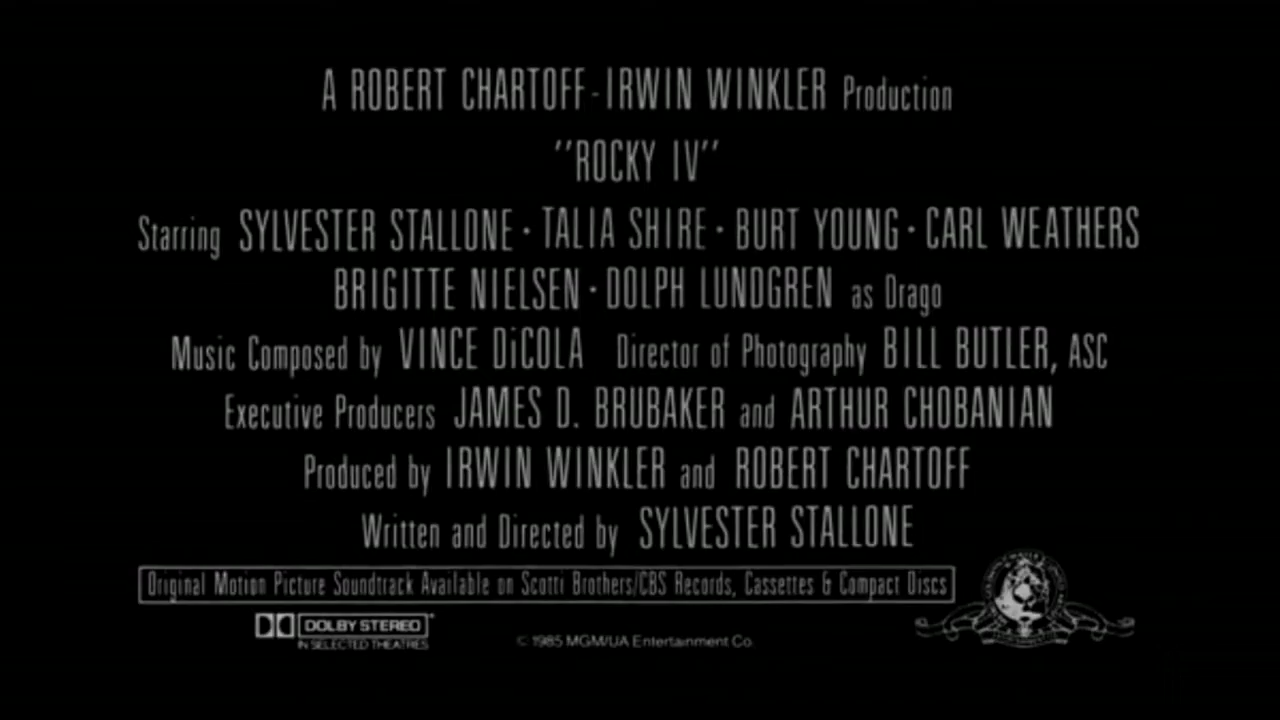 A ROBERT CHARTOFF-IRWIN WINKLER Production
"ROCKY IV"
Starring SYLVESTER STALLONE · TALIA SHIRE · BURT YOUNG · CARL WEATHERS
BRIGITTE NIELSEN · DOLPH LUNDGREN as Drago
Music Composed by VINCE DiCOLA Director of Photography BILL BUTLER, ASC
Executive Producers JAMES D. BRUBAKER and ARTHUR CHOBANIAN
Produced by IRWIN WINKLER and ROBERT CHARTOFF
Written and Directed by SYLVESTER STALLONE
Original Motion Picture Soundtrack Available on Scotti Brothers/CBS Records, Cassettes & Compact Discs
DOLBY STEREO
IN SELECTED THEATRES
© 1985 MGM/UA Entertainment Co.